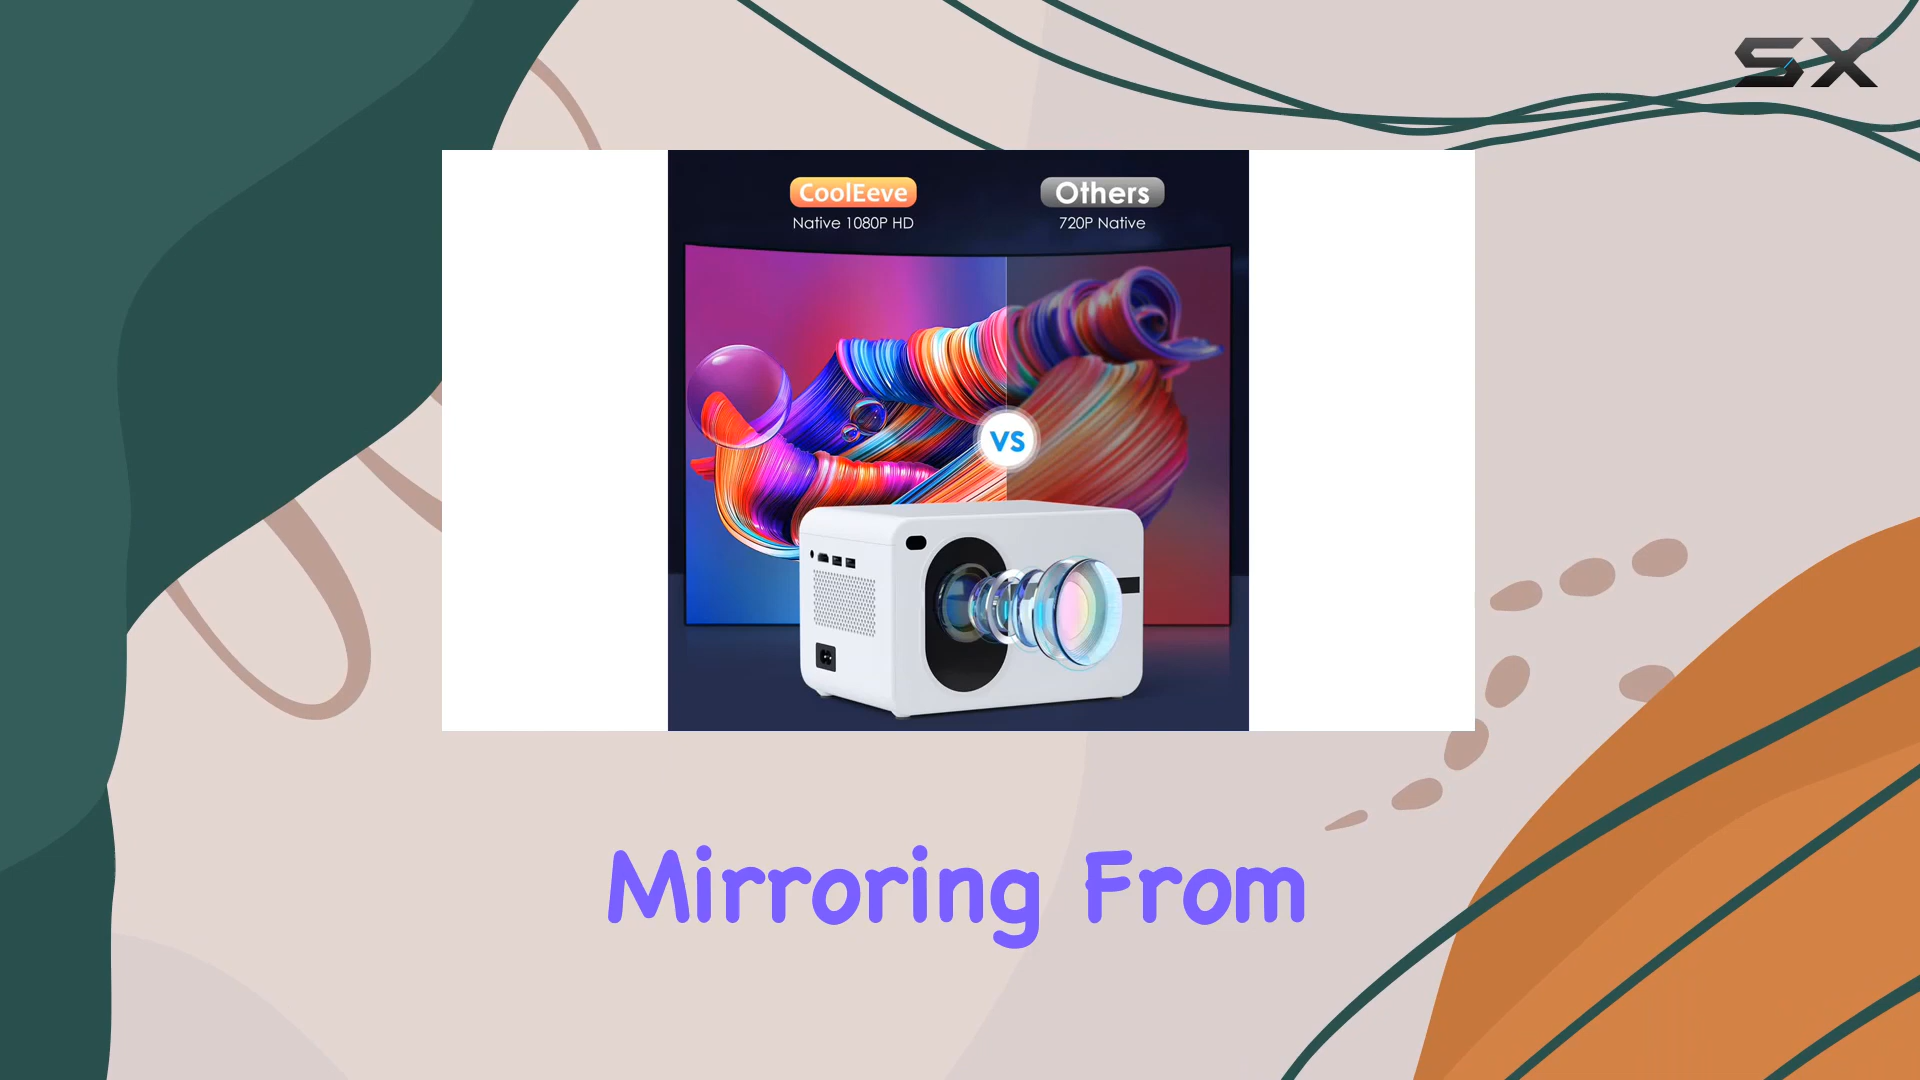 SX
CoolEeve
Others
Native 1080P HD
720P Native
VS
Mirroring From